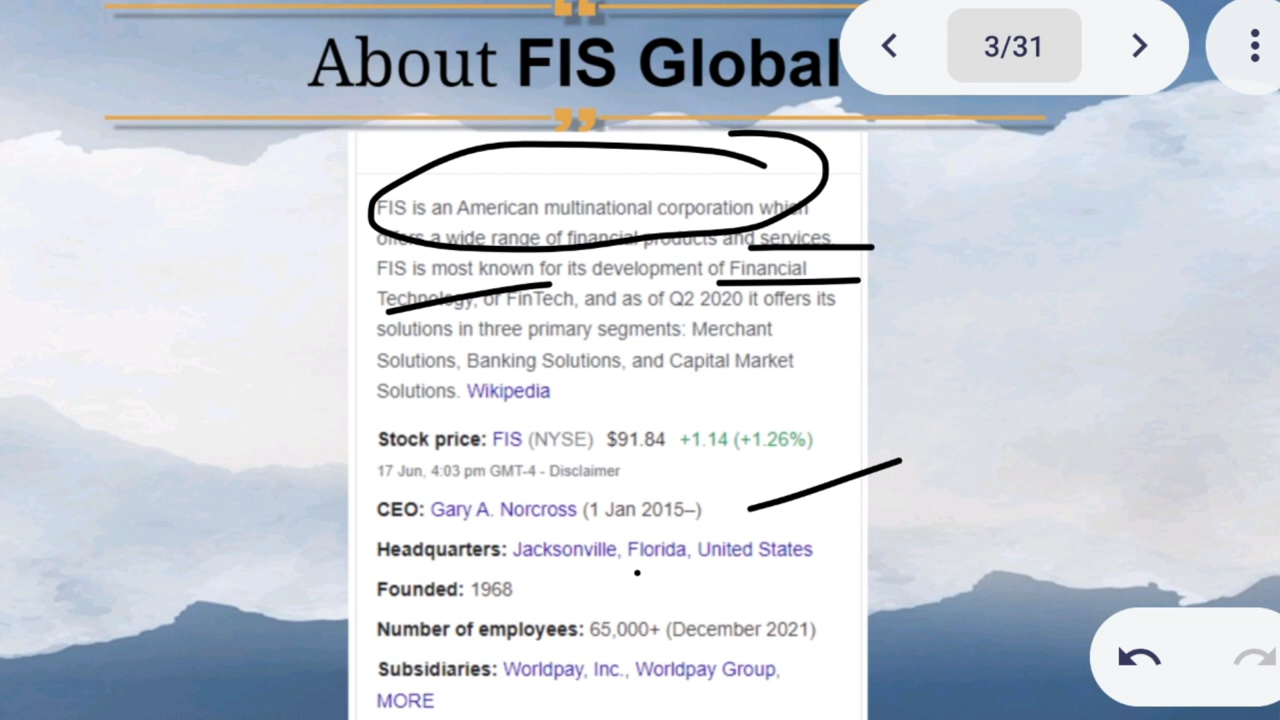 About FIS Global
3/31
FIS is an American multinational corporation which
offers a wide range of financial products and services.
FIS is most known for its development of Financial
Technology, or FinTech, and as of Q2 2020 it offers its
solutions in three primary segments: Merchant
Solutions, Banking Solutions, and Capital Market
Solutions. Wikipedia
Stock price: FIS (NYSE) $91.84 +1.14 (+1.26%)
17 Jun, 4:03 pm GMT-4 - Disclaimer
CEO: Gary A. Norcross (1 Jan 2015–)
Headquarters: Jacksonville, Florida, United States
Founded: 1968
Number of employees: 65,000+ (December 2021)
Subsidiaries: Worldpay, Inc., Worldpay Group,
MORE